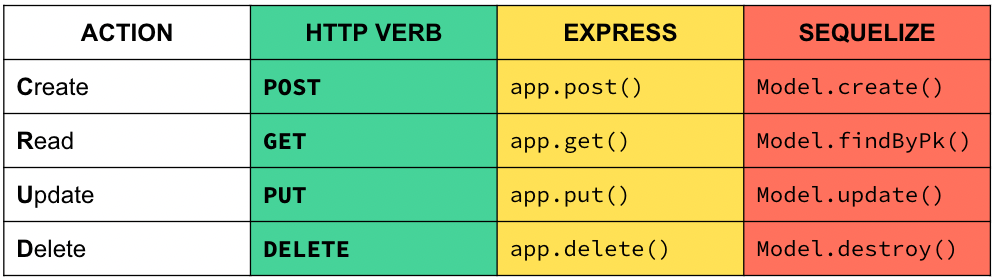 ACTION HTTP VERB EXPRESS SEQUELIZE
Create POST app.post() Model.create()
Read GET app.get() Model.findByPk()
Update PUT app.put() Model.update()
Delete DELETE app.delete() Model.destroy()